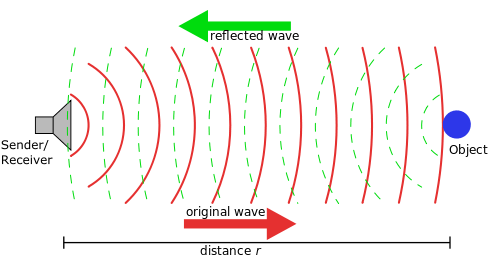 reflected wave
Sender/
Receiver
Object
original wave
distance r